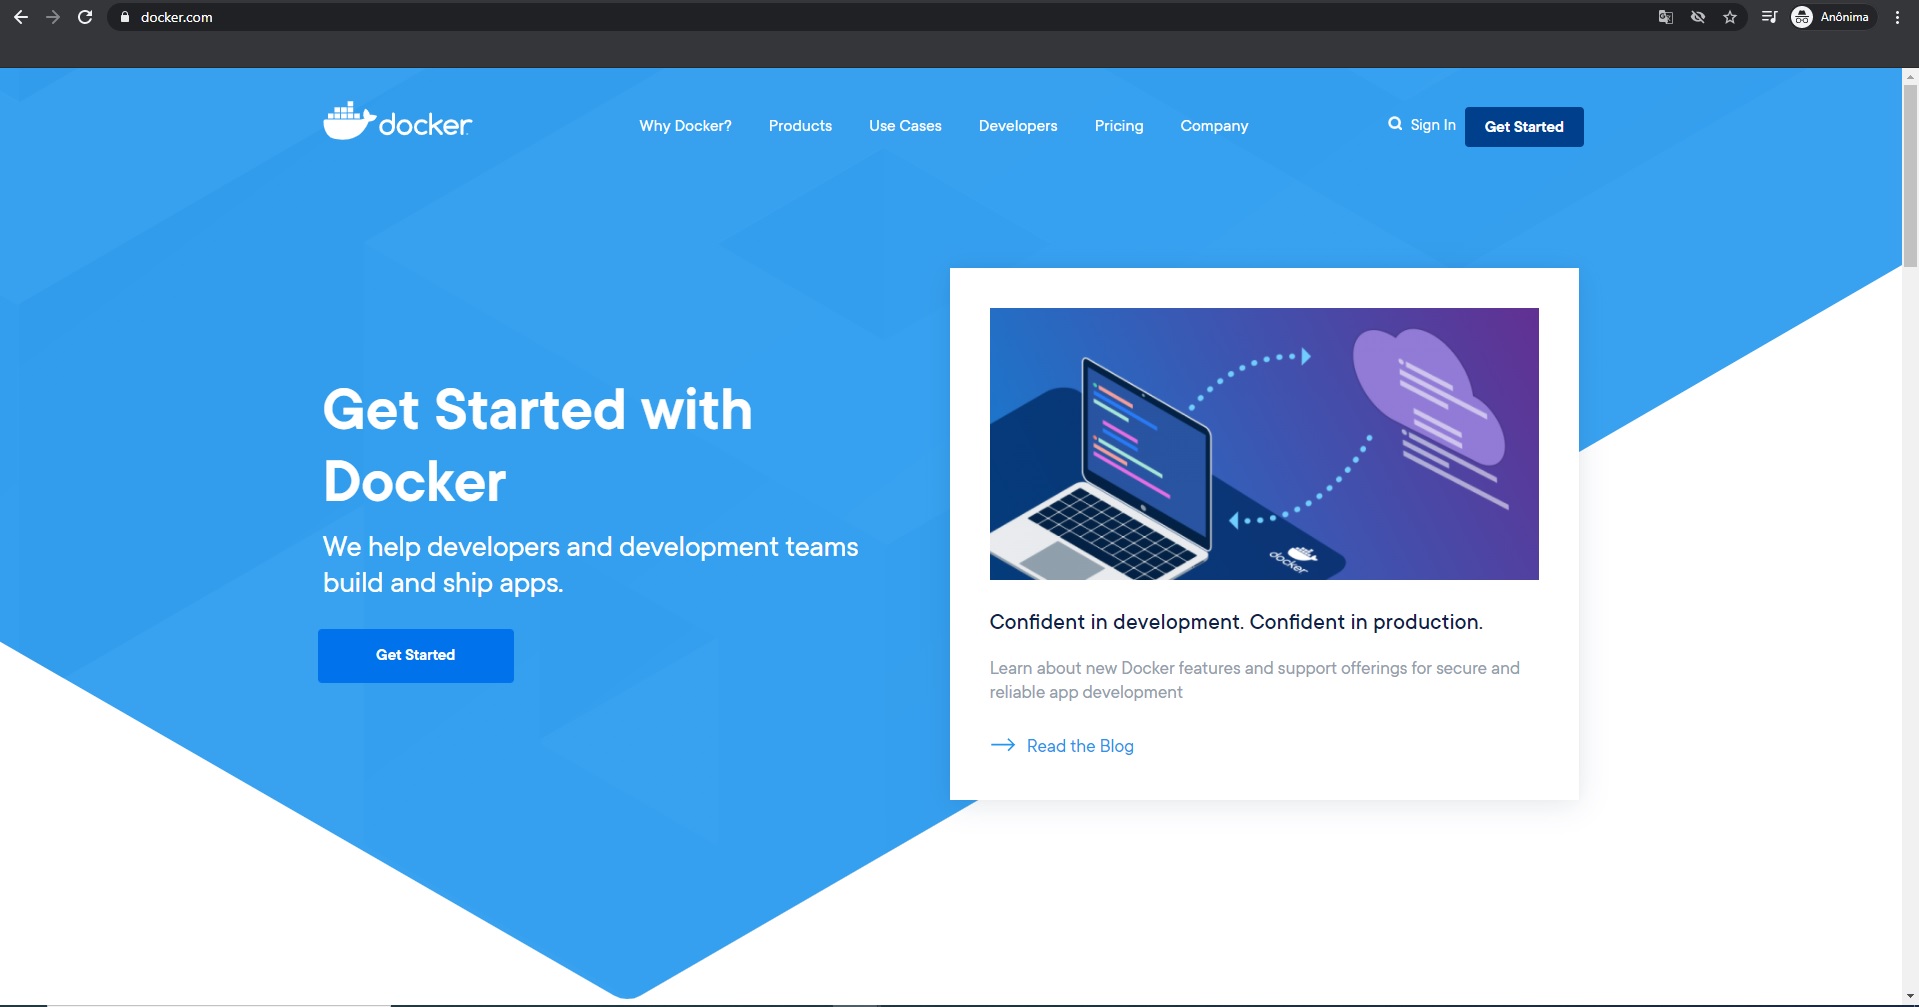 docker.com
Anônima
docker
Why Docker?
Products
Use Cases
Developers
Pricing
Company
Sign In
Get Started
Get Started with
Docker
We help developers and development teams
build and ship apps.
Get Started
docker
Confident in development. Confident in production.
Learn about new Docker features and support offerings for secure and
reliable app development
Read the Blog